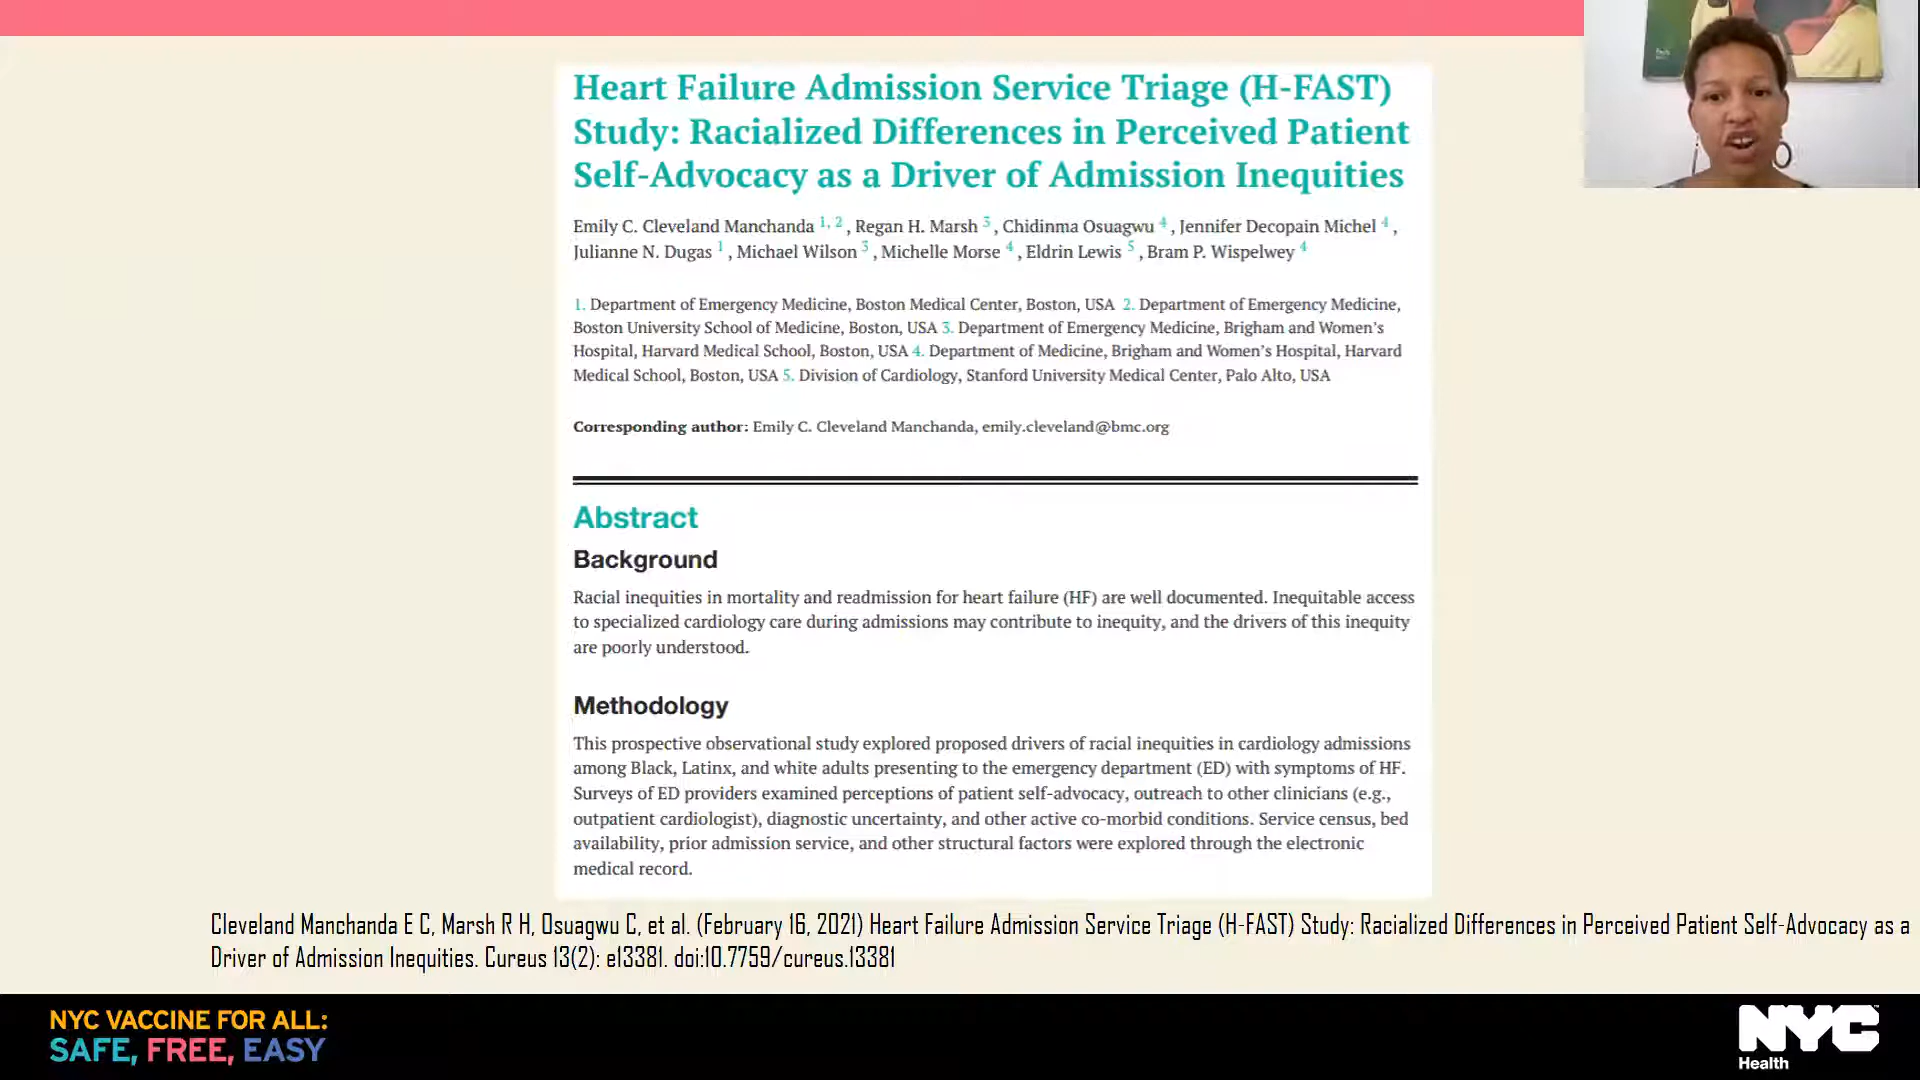 Heart Failure Admission Service Triage (H-FAST)
Study: Racialized Differences in Perceived Patient
Self-Advocacy as a Driver of Admission Inequities
Emily C. Cleveland Manchanda 1, 2 , Regan H. Marsh 3 , Chidinma Osuagwu 4 , Jennifer Decopain Michel 4 ,
Julianne N. Dugas 1 , Michael Wilson 3 , Michelle Morse 4 , Eldrin Lewis 5 , Bram P. Wispelwey 4
1. Department of Emergency Medicine, Boston Medical Center, Boston, USA 2. Department of Emergency Medicine,
Boston University School of Medicine, Boston, USA 3. Department of Emergency Medicine, Brigham and Women's
Hospital, Harvard Medical School, Boston, USA 4. Department of Medicine, Brigham and Women's Hospital, Harvard
Medical School, Boston, USA 5. Division of Cardiology, Stanford University Medical Center, Palo Alto, USA
Corresponding author: Emily C. Cleveland Manchanda, emily.cleveland@bmc.org
Abstract
Background
Racial inequities in mortality and readmission for heart failure (HF) are well documented. Inequitable access
to specialized cardiology care during admissions may contribute to inequity, and the drivers of this inequity
are poorly understood.
Methodology
This prospective observational study explored proposed drivers of racial inequities in cardiology admissions
among Black, Latinx, and white adults presenting to the emergency department (ED) with symptoms of HF.
Surveys of ED providers examined perceptions of patient self-advocacy, outreach to other clinicians (e.g.,
outpatient cardiologist), diagnostic uncertainty, and other active co-morbid conditions. Service census, bed
availability, prior admission service, and other structural factors were explored through the electronic
medical record.
Cleveland Manchanda E C, Marsh R H, Osuagwu C, et al. (February 16, 2021) Heart Failure Admission Service Triage (H-FAST) Study: Racialized Differences in Perceived Patient Self-Advocacy as a
Driver of Admission Inequities. Cureus 13(2): e13381. doi:10.7759/cureus.13381
NYC VACCINE FOR ALL:
SAFE, FREE, EASY
NYC
Health